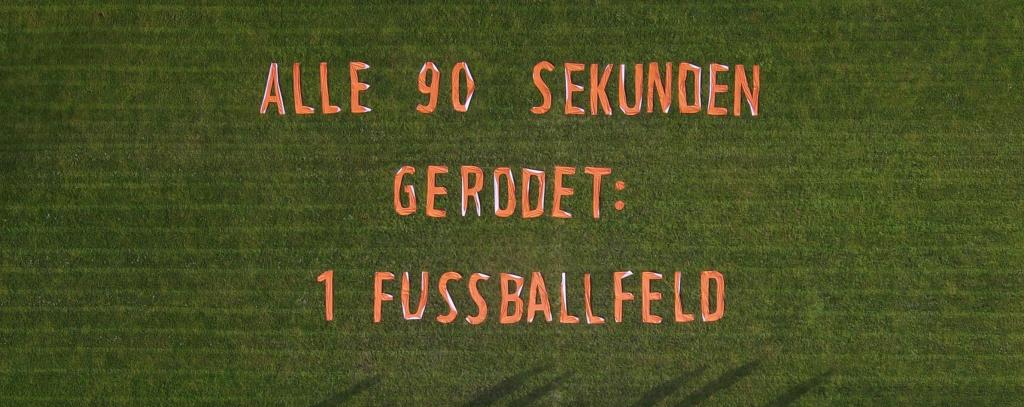 ALLE 90 SEKUNDEN
GERODET:
1 FUSSBALLFELD